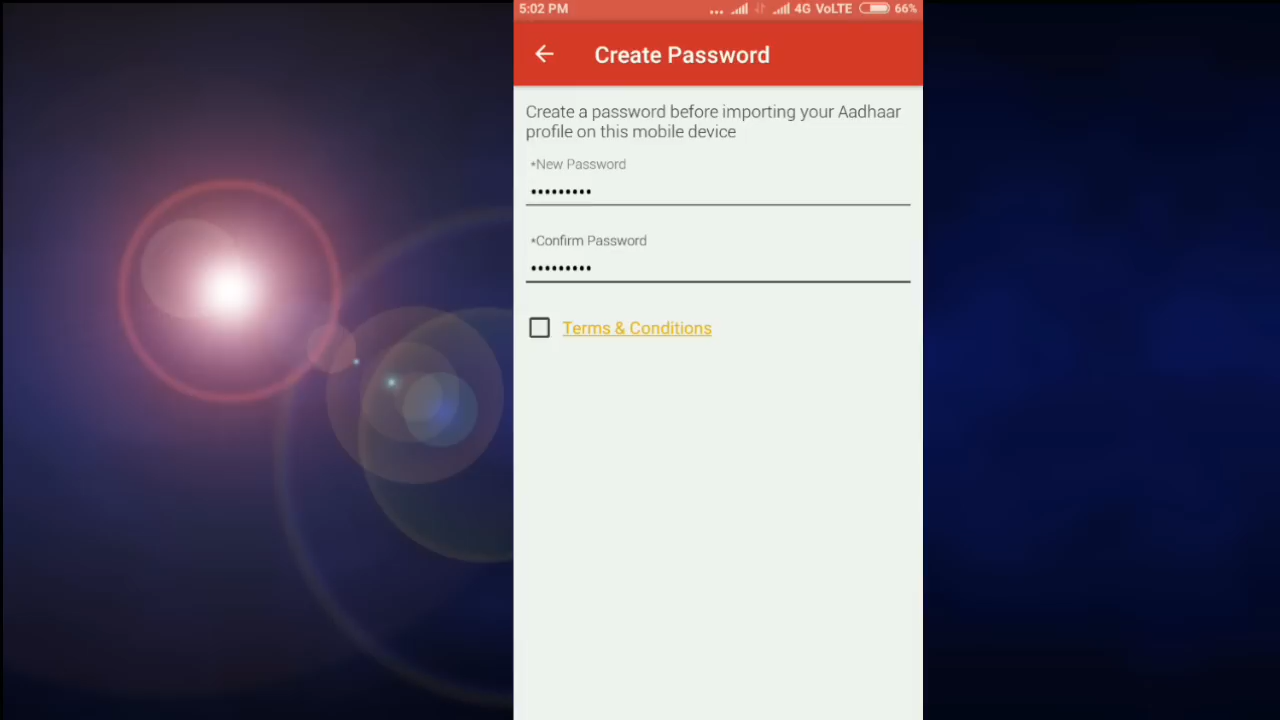 5:02 PM ... 4G VoLTE 66%
Create Password
Create a password before importing your Aadhaar
profile on this mobile device
*New Password
•••••••••
*Confirm Password
•••••••••
Terms & Conditions